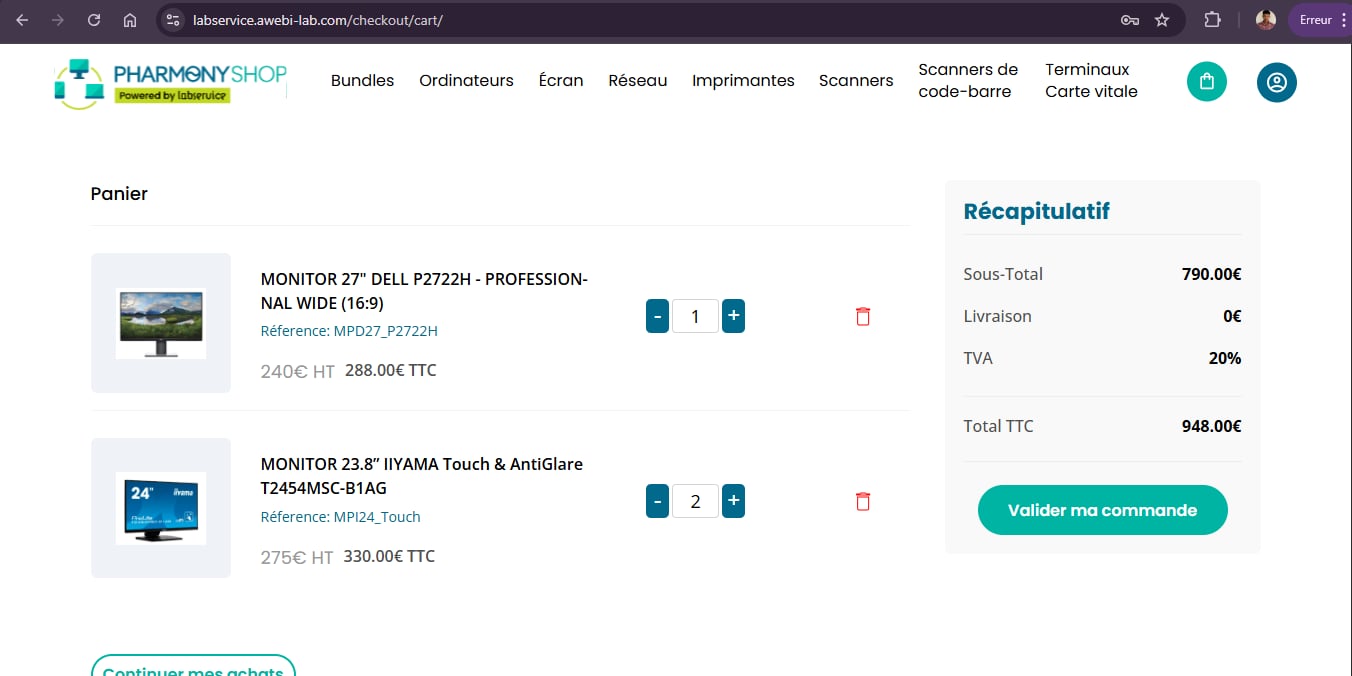 labservice.awebi-lab.com/checkout/cart/
Erreur
PHARMONYSHOP
Powered by labservice
Bundles
Ordinateurs
Écran
Réseau
Imprimantes
Scanners
Scanners de
code-barre
Terminaux
Carte vitale
Panier
MONITOR 27" DELL P2722H - PROFESSION-
NAL WIDE (16:9)
Réference: MPD27_P2722H
240€ HT 288.00€ TTC
- 1 +
MONITOR 23.8” IIYAMA Touch & AntiGlare
T2454MSC-B1AG
Réference: MPI24_Touch
275€ HT 330.00€ TTC
- 2 +
24"
iiyama
Continuer mes achats
Récapitulatif
Sous-Total 790.00€
Livraison 0€
TVA 20%
Total TTC 948.00€
Valider ma commande